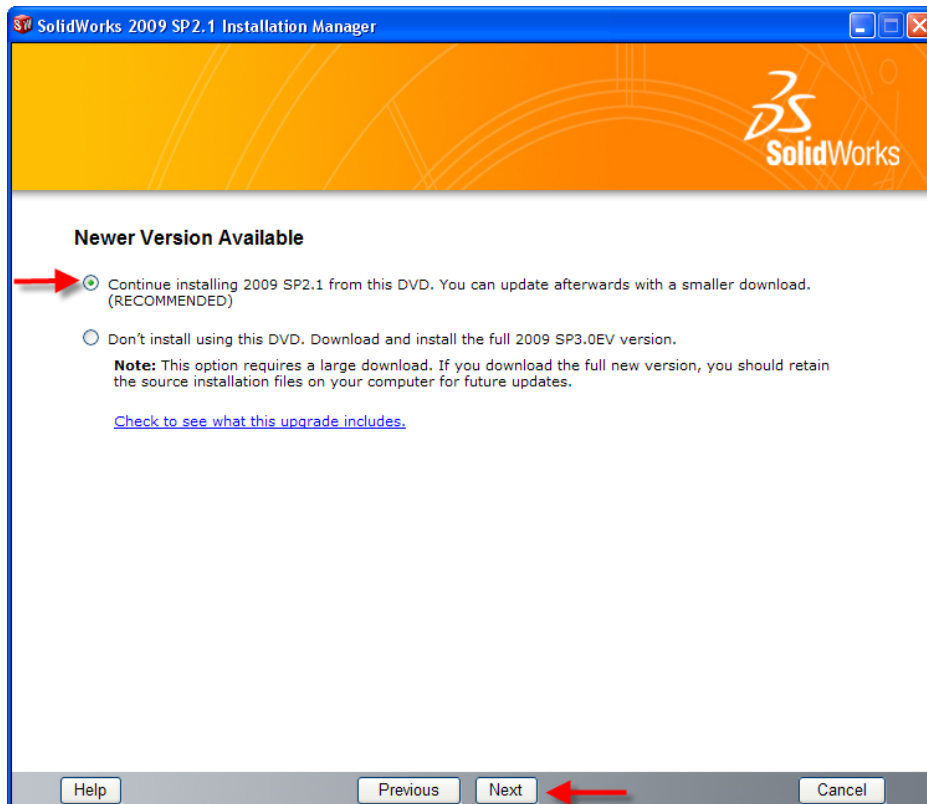 SolidWorks 2009 SP2.1 Installation Manager
SolidWorks
Newer Version Available
Continue installing 2009 SP2.1 from this DVD. You can update afterwards with a smaller download.
(RECOMMENDED)
Don't install using this DVD. Download and install the full 2009 SP3.0EV version.
Note: This option requires a large download. If you download the full new version, you should retain
the source installation files on your computer for future updates.
Check to see what this upgrade includes.
Help Previous Next Cancel